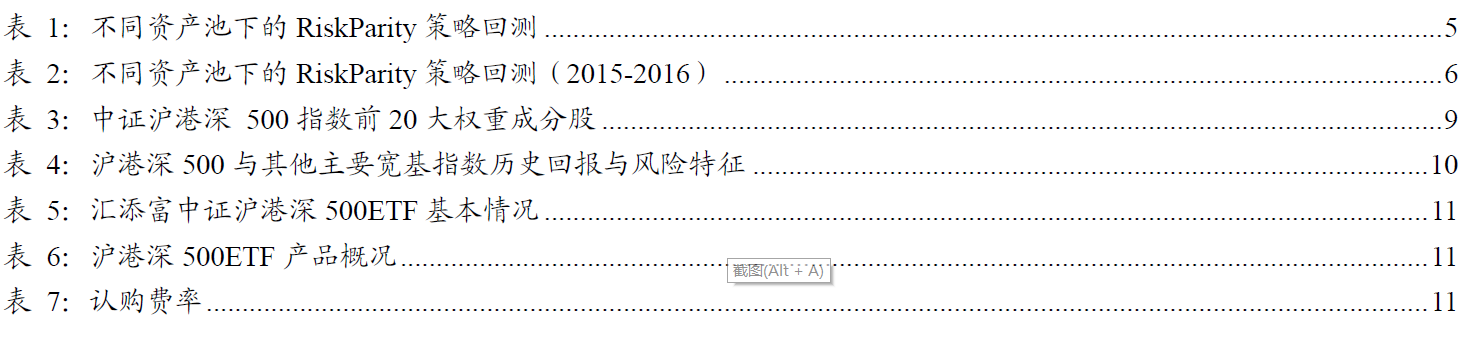 表 1：不同资产池下的 RiskParity 策略回测........................................5
表 2：不同资产池下的 RiskParity 策略回测（2015-2016）........................................6
表 3：中证沪港深 500 指数前 20 大权重成分股........................................9
表 4：沪港深 500 与其他主要宽基指数历史回报与风险特征........................................10
表 5：汇添富中证沪港深 500ETF 基本情况........................................11
表 6：沪港深 500ETF 产品概况........................................11
截图(Alt + A)
表 7：认购费率........................................11